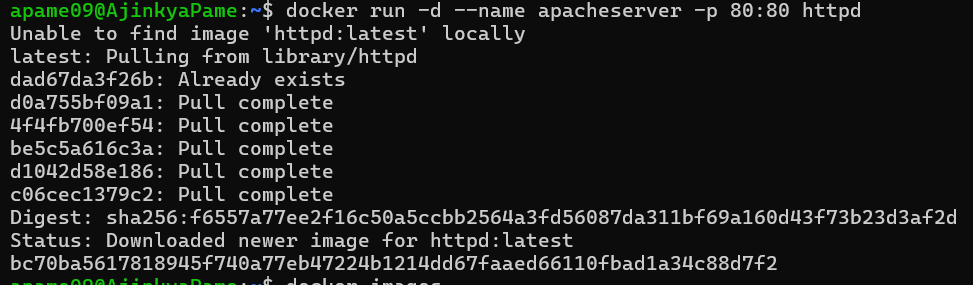 apame09@AjinkyaPame:~$ docker run -d --name apacheserver -p 80:80 httpd
Unable to find image 'httpd:latest' locally
latest: Pulling from library/httpd
dad67da3f26b: Already exists
d0a755bf09a1: Pull complete
4f4fb700ef54: Pull complete
be5c5a616c3a: Pull complete
d1042d58e186: Pull complete
c06cec1379c2: Pull complete
Digest: sha256:f6557a77ee2f16c50a5ccbb2564a3fd56087da311bf69a160d43f73b23d3af2d
Status: Downloaded newer image for httpd:latest
bc70ba5617818945f740a77eb47224b1214dd67faaed66110fbad1a34c88d7f2
apame09@AjinkyaPame:~$ docker images